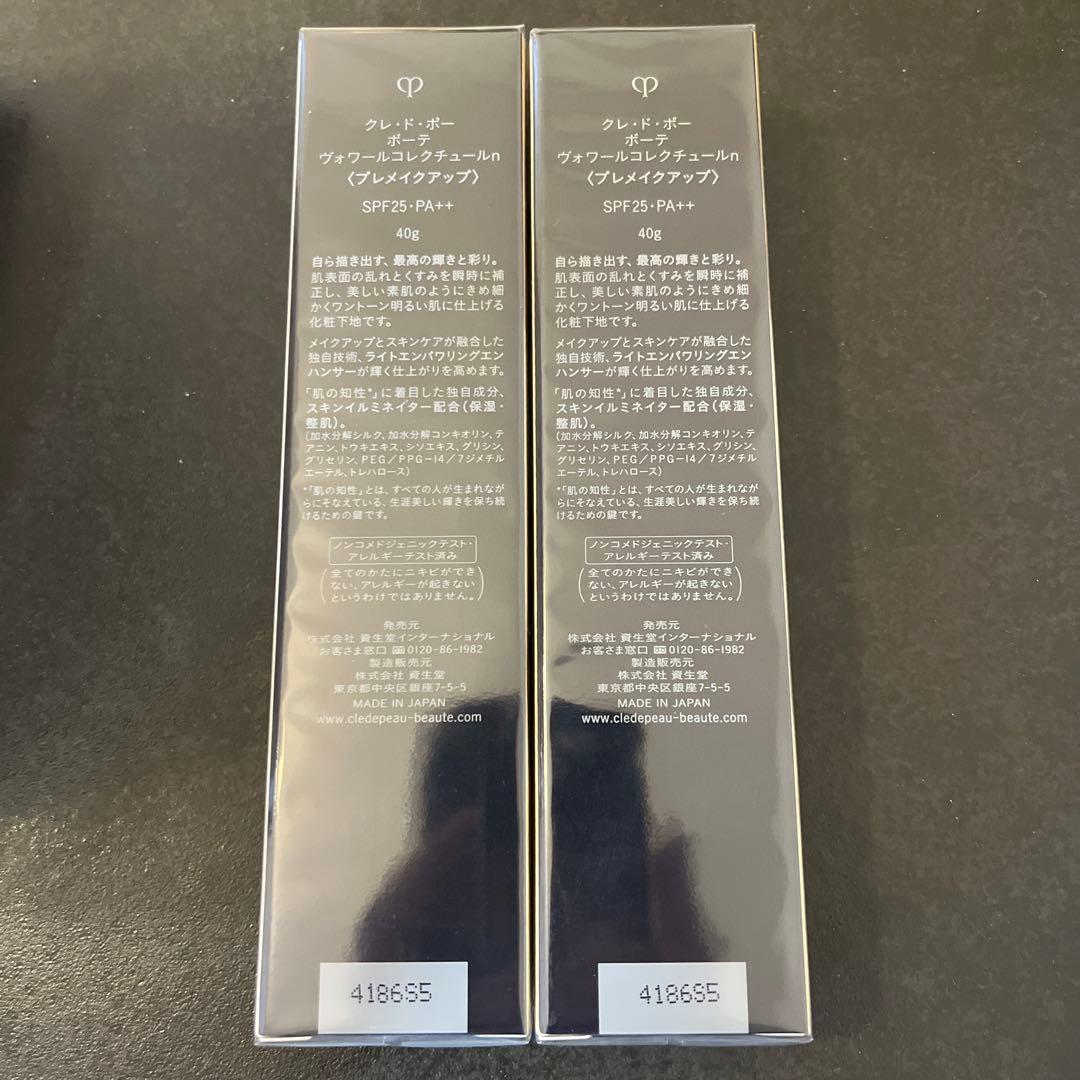 クレ・ド・ポー
ボーテ
ヴォワールコレクチュールn
〈プレメイクアップ〉
SPF25・PA++
40g
自ら描き出す、最高の輝きと彩り。
肌表面の乱れとくすみを瞬時に補
正し、美しい素肌のようにきめ細
かくワントーン明るい肌に仕上げる
化粧下地です。
メイクアップとスキンケアが融合した
独自技術、ライトエンパワリングエン
ハンサーが輝く仕上がりを高めます。
「肌の知性*」に着目した独自成分、
スキンイルミネイター配合(保湿・
整肌)。
(加水分解シルク、加水分解コンキオリン、テ
アニン、トウキエキス、シソエキス、グリシン、
グリセリン、PEG/PPG-14/7ジメチル
エーテル、トレハロース)
*「肌の知性」とは、すべての人が生まれなが
らにそなえている、生涯美しい輝きを保ち続
けるための鍵です。
ノンコメドジェニックテスト・
アレルギーテスト済み
(全てのかたにニキビができ
ない、アレルギーが起きない
というわけではありません。)
発売元
株式会社 資生堂インターナショナル
お客さま窓口 0120-86-1982
製造販売元
株式会社 資生堂
東京都中央区銀座7-5-5
MADE IN JAPAN
www.cledepeau-beaute.com
4186S5
クレ・ド・ポー
ボーテ
ヴォワールコレクチュールn
〈プレメイクアップ〉
SPF25・PA++
40g
自ら描き出す、最高の輝きと彩り。
肌表面の乱れとくすみを瞬時に補
正し、美しい素肌のようにきめ細
かくワントーン明るい肌に仕上げる
化粧下地です。
メイクアップとスキンケアが融合した
独自技術、ライトエンパワリングエン
ハンサーが輝く仕上がりを高めます。
「肌の知性*」に着目した独自成分、
スキンイルミネイター配合(保湿・
整肌)。
(加水分解シルク、加水分解コンキオリン、テ
アニン、トウキエキス、シソエキス、グリシン、
グリセリン、PEG/PPG-14/7ジメチル
エーテル、トレハロース)
*「肌の知性」とは、すべての人が生まれなが
らにそなえている、生涯美しい輝きを保ち続
けるための鍵です。
ノンコメドジェニックテスト・
アレルギーテスト済み
(全てのかたにニキビができ
ない、アレルギーが起きない
というわけではありません。)
発売元
株式会社 資生堂インターナショナル
お客さま窓口 0120-86-1982
製造販売元
株式会社 資生堂
東京都中央区銀座7-5-5
MADE IN JAPAN
www.cledepeau-beaute.com
4186S5